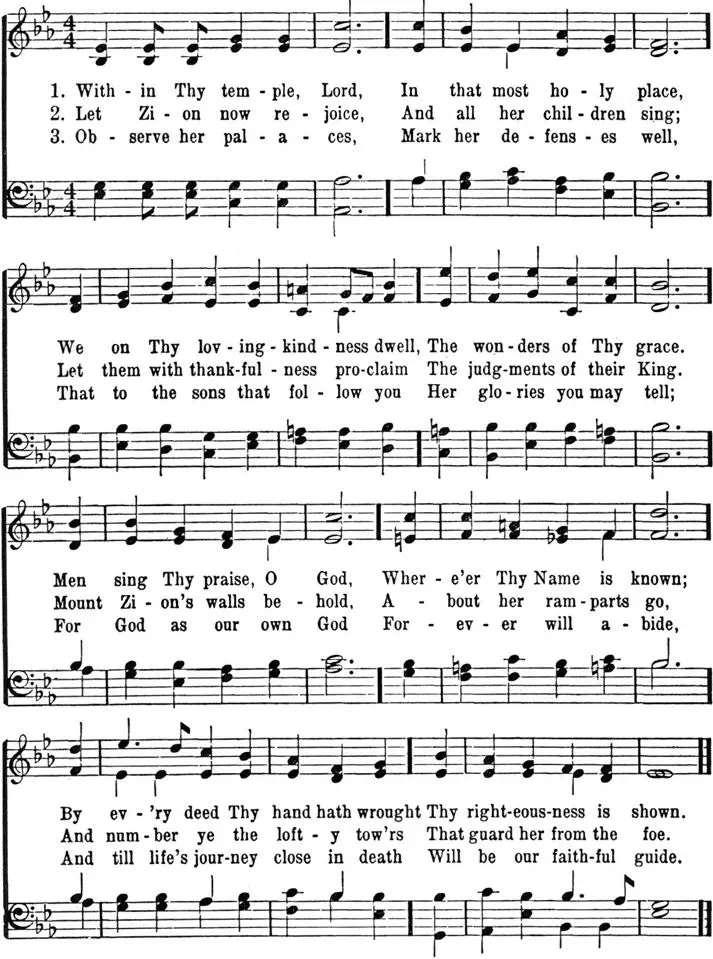 1. With - in Thy tem - ple, Lord, In that most ho - ly place,
2. Let Zi - on now re - joice, And all her chil - dren sing;
3. Ob - serve her pal - a - ces, Mark her de - fens - es well,
We on Thy lov - ing - kind - ness dwell, The won - ders of Thy grace.
Let them with thank - ful - ness pro - claim The judg - ments of their King.
That to the sons that fol - low you Her glo - ries you may tell;
Men sing Thy praise, O God, Wher - e'er Thy Name is known;
Mount Zi - on's walls be - hold, A - bout her ram - parts go,
For God as our own God For - ev - er will a - bide,
By ev - 'ry deed Thy hand hath wrought Thy right - eous - ness is shown.
And num - ber ye the loft - y tow'rs That guard her from the foe.
And till life's jour - ney close in death Will be our faith - ful guide.